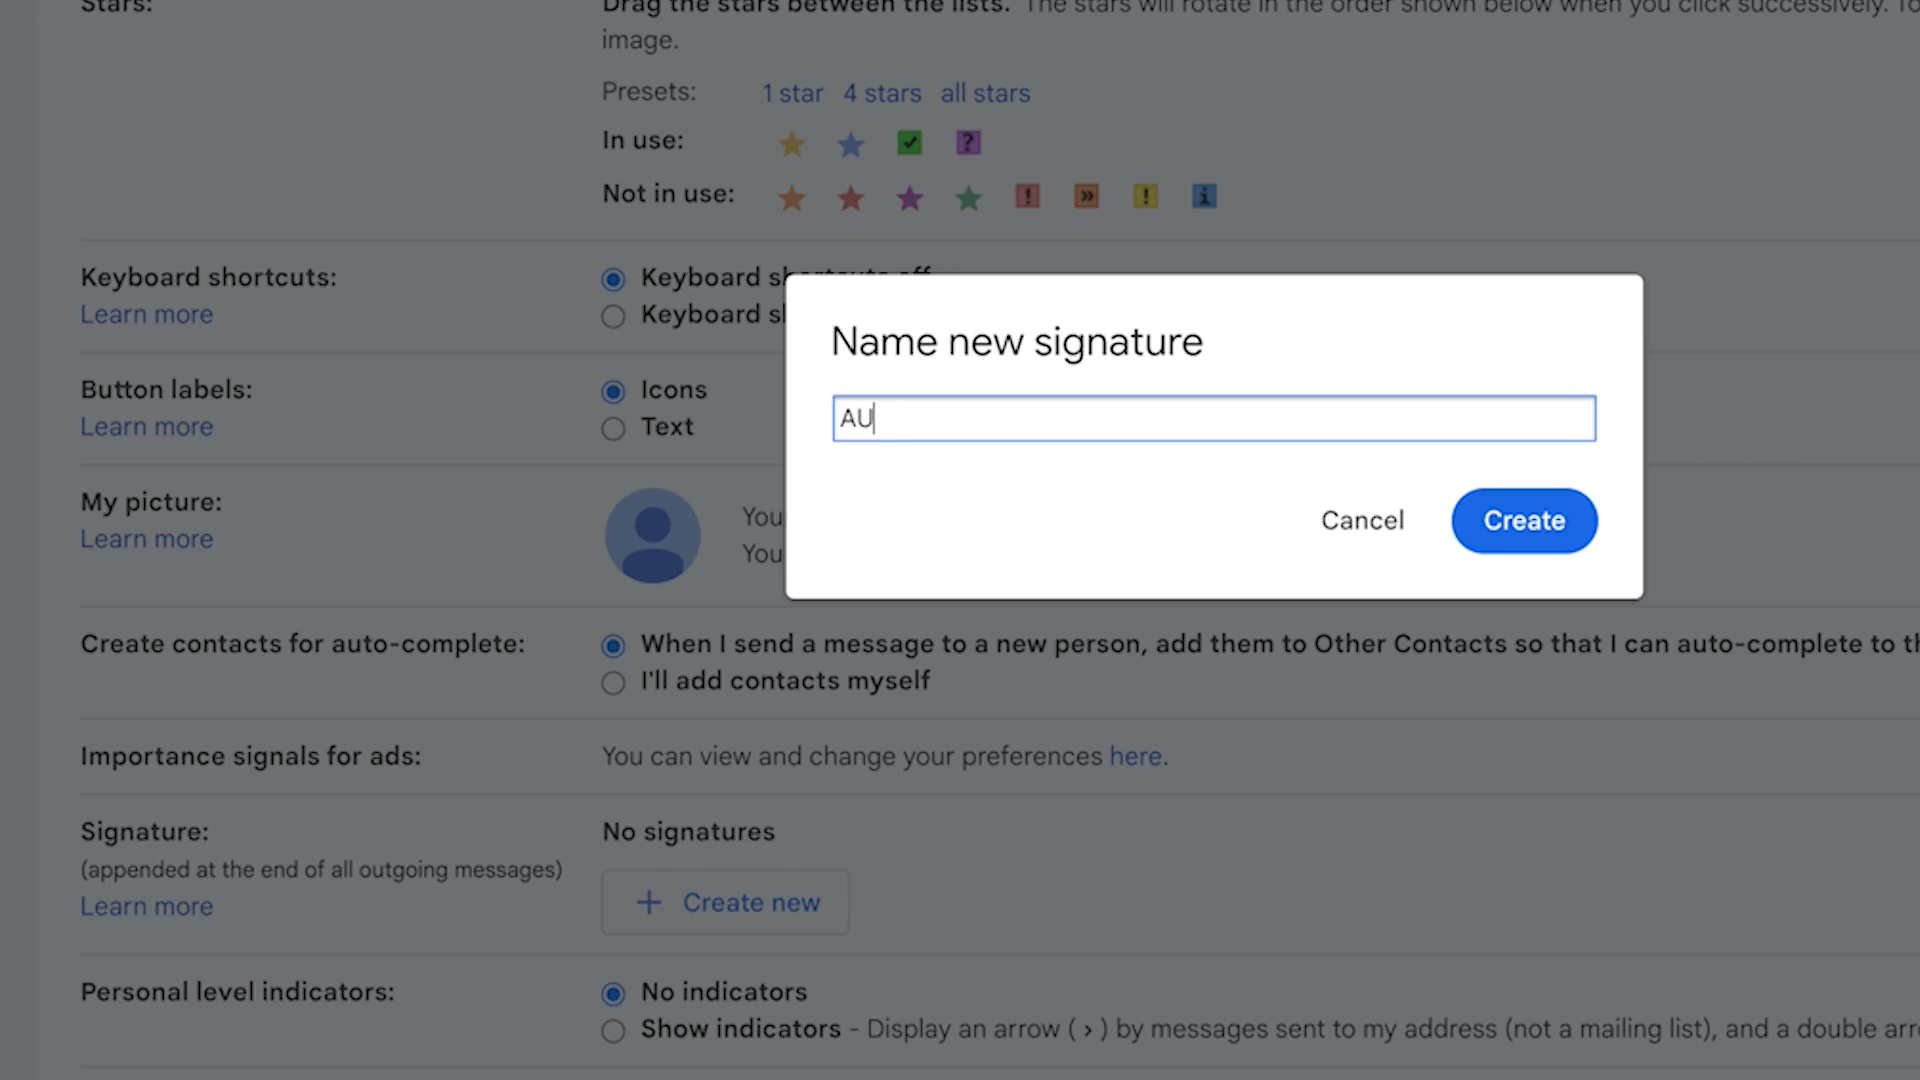 Stars:
Drag the stars between the lists. The stars will rotate in the order shown below when you click successively. To
image.
Presets: 1 star 4 stars all stars
In use: ?
Not in use: ! » ! i
Keyboard shortcuts:
Learn more
Keyboard shortcuts off
Keyboard sh
Button labels:
Learn more
Icons
Text
My picture:
Learn more
You
You
Name new signature
AU
Cancel Create
Create contacts for auto-complete:
When I send a message to a new person, add them to Other Contacts so that I can auto-complete to th
I'll add contacts myself
Importance signals for ads:
You can view and change your preferences here.
Signature:
(appended at the end of all outgoing messages)
Learn more
No signatures
+ Create new
Personal level indicators:
No indicators
Show indicators - Display an arrow ( › ) by messages sent to my address (not a mailing list), and a double arro